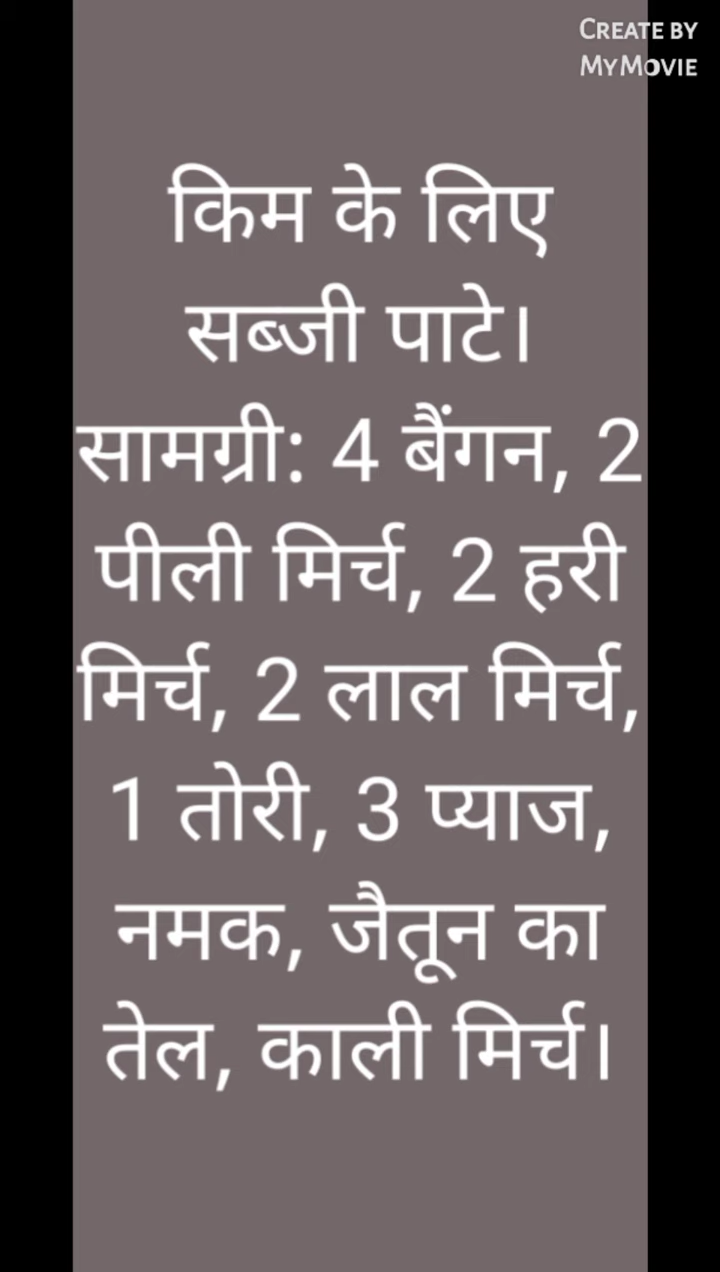 CREATE BY
MYMOVIE
किम के लिए
सब्जी पाटे।
सामग्री: 4 बैंगन, 2
पीली मिर्च, 2 हरी
मिर्च, 2 लाल मिर्च,
1 तोरी, 3 प्याज,
नमक, जैतून का
तेल, काली मिर्च।